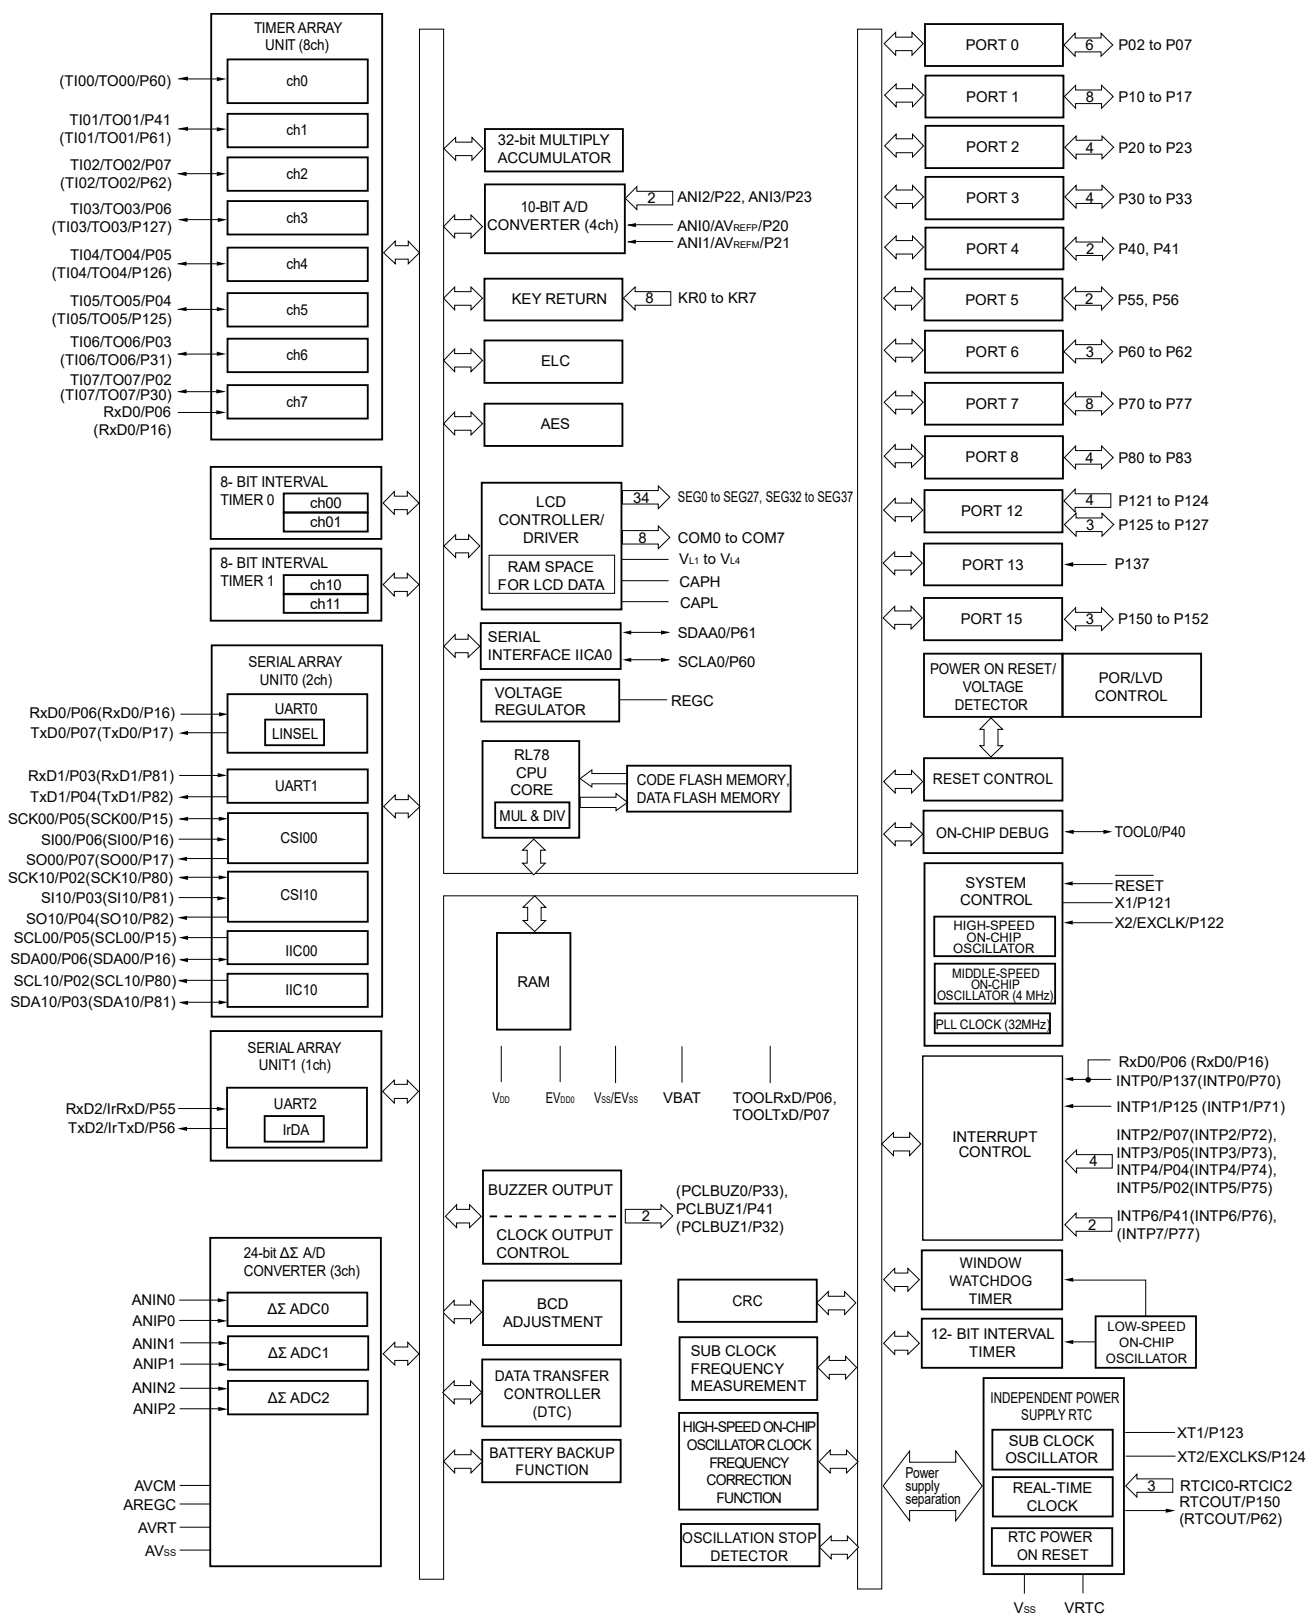 TIMER ARRAY
UNIT (8ch)
(TI00/TO00/P60)
ch0
TI01/TO01/P41
(TI01/TO01/P61)
ch1
TI02/TO02/P07
(TI02/TO02/P62)
ch2
TI03/TO03/P06
(TI03/TO03/P127)
ch3
TI04/TO04/P05
(TI04/TO04/P126)
ch4
TI05/TO05/P04
(TI05/TO05/P125)
ch5
TI06/TO06/P03
(TI06/TO06/P31)
ch6
TI07/TO07/P02
(TI07/TO07/P30)
RxD0/P06
(RxD0/P16)
ch7
8- BIT INTERVAL
TIMER 0
ch00
ch01
8- BIT INTERVAL
TIMER 1
ch10
ch11
SERIAL ARRAY
UNIT0 (2ch)
RxD0/P06(RxD0/P16)
TxD0/P07(TxD0/P17)
UART0
LINSEL
RxD1/P03(RxD1/P81)
TxD1/P04(TxD1/P82)
UART1
SCK00/P05(SCK00/P15)
SI00/P06(SI00/P16)
SO00/P07(SO00/P17)
CSI00
SCK10/P02(SCK10/P80)
SI10/P03(SI10/P81)
SO10/P04(SO10/P82)
CSI10
SCL00/P05(SCL00/P15)
SDA00/P06(SDA00/P16)
IIC00
SCL10/P02(SCL10/P80)
SDA10/P03(SDA10/P81)
IIC10
SERIAL ARRAY
UNIT1 (1ch)
RxD2/IrRxD/P55
TxD2/IrTxD/P56
UART2
IrDA
24-bit ΔΣ A/D
CONVERTER (3ch)
ANIN0
ANIP0
ΔΣ ADC0
ANIN1
ANIP1
ΔΣ ADC1
ANIN2
ANIP2
ΔΣ ADC2
AVCM
AREGC
AVRT
AVSS
32-bit MULTIPLY
ACCUMULATOR
10-BIT A/D
CONVERTER (4ch)
2
ANI2/P22, ANI3/P23
ANI0/AVREFP/P20
ANI1/AVREFM/P21
KEY RETURN
8
KR0 to KR7
ELC
AES
LCD
CONTROLLER/
DRIVER
RAM SPACE
FOR LCD DATA
34
SEG0 to SEG27, SEG32 to SEG37
8
COM0 to COM7
VL1 to VL4
CAPH
CAPL
SERIAL
INTERFACE IICA0
SDAA0/P61
SCLA0/P60
VOLTAGE
REGULATOR
REGC
RL78
CPU
CORE
MUL & DIV
CODE FLASH MEMORY,
DATA FLASH MEMORY
RAM
VDD
EVDD0
VSS/EVSS
VBAT
TOOLRxD/P06,
TOOLTxD/P07
BUZZER OUTPUT
CLOCK OUTPUT
CONTROL
2
(PCLBUZ0/P33),
PCLBUZ1/P41
(PCLBUZ1/P32)
BCD
ADJUSTMENT
DATA TRANSFER
CONTROLLER
(DTC)
BATTERY BACKUP
FUNCTION
CRC
SUB CLOCK
FREQUENCY
MEASUREMENT
HIGH-SPEED ON-CHIP
OSCILLATOR CLOCK
FREQUENCY
CORRECTION
FUNCTION
OSCILLATION STOP
DETECTOR
PORT 0
6
P02 to P07
PORT 1
8
P10 to P17
PORT 2
4
P20 to P23
PORT 3
4
P30 to P33
PORT 4
2
P40, P41
PORT 5
2
P55, P56
PORT 6
3
P60 to P62
PORT 7
8
P70 to P77
PORT 8
4
P80 to P83
PORT 12
4
P121 to P124
3
P125 to P127
PORT 13
P137
PORT 15
3
P150 to P152
POWER ON RESET/
VOLTAGE
DETECTOR
POR/LVD
CONTROL
RESET CONTROL
ON-CHIP DEBUG
TOOL0/P40
SYSTEM
CONTROL
RESET
X1/P121
X2/EXCLK/P122
HIGH-SPEED
ON-CHIP
OSCILLATOR
MIDDLE-SPEED
ON-CHIP
OSCILLATOR (4 MHz)
PLL CLOCK (32MHz)
INTERRUPT
CONTROL
RxD0/P06 (RxD0/P16)
INTP0/P137(INTP0/P70)
INTP1/P125 (INTP1/P71)
4
INTP2/P07(INTP2/P72),
INTP3/P05(INTP3/P73),
INTP4/P04(INTP4/P74),
INTP5/P02(INTP5/P75)
2
INTP6/P41(INTP6/P76),
(INTP7/P77)
WINDOW
WATCHDOG
TIMER
12- BIT INTERVAL
TIMER
LOW-SPEED
ON-CHIP
OSCILLATOR
Power
supply
separation
INDEPENDENT POWER
SUPPLY RTC
SUB CLOCK
OSCILLATOR
XT1/P123
XT2/EXCLKS/P124
REAL-TIME
CLOCK
3
RTCIC0-RTCIC2
RTCOUT/P150
(RTCOUT/P62)
RTC POWER
ON RESET
VSS
VRTC